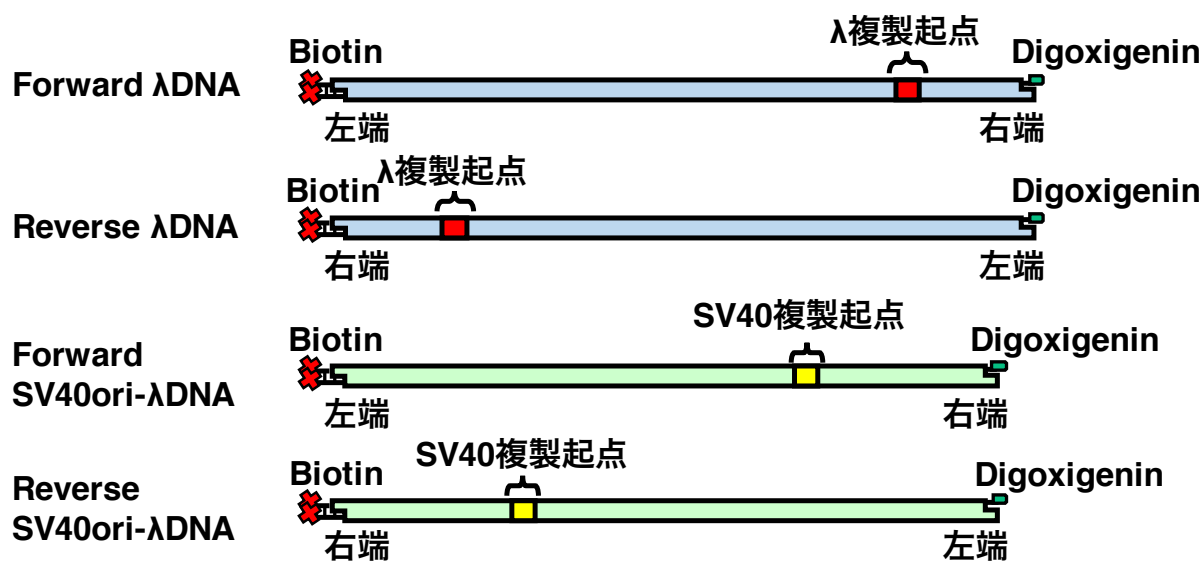 λ複製起点
Biotin
Digoxigenin
Forward λDNA
左端
右端
λ複製起点
Biotin
Digoxigenin
Reverse λDNA
右端
左端
SV40複製起点
Biotin
Digoxigenin
Forward
SV40ori-λDNA
左端
右端
SV40複製起点
Biotin
Digoxigenin
Reverse
SV40ori-λDNA
右端
左端